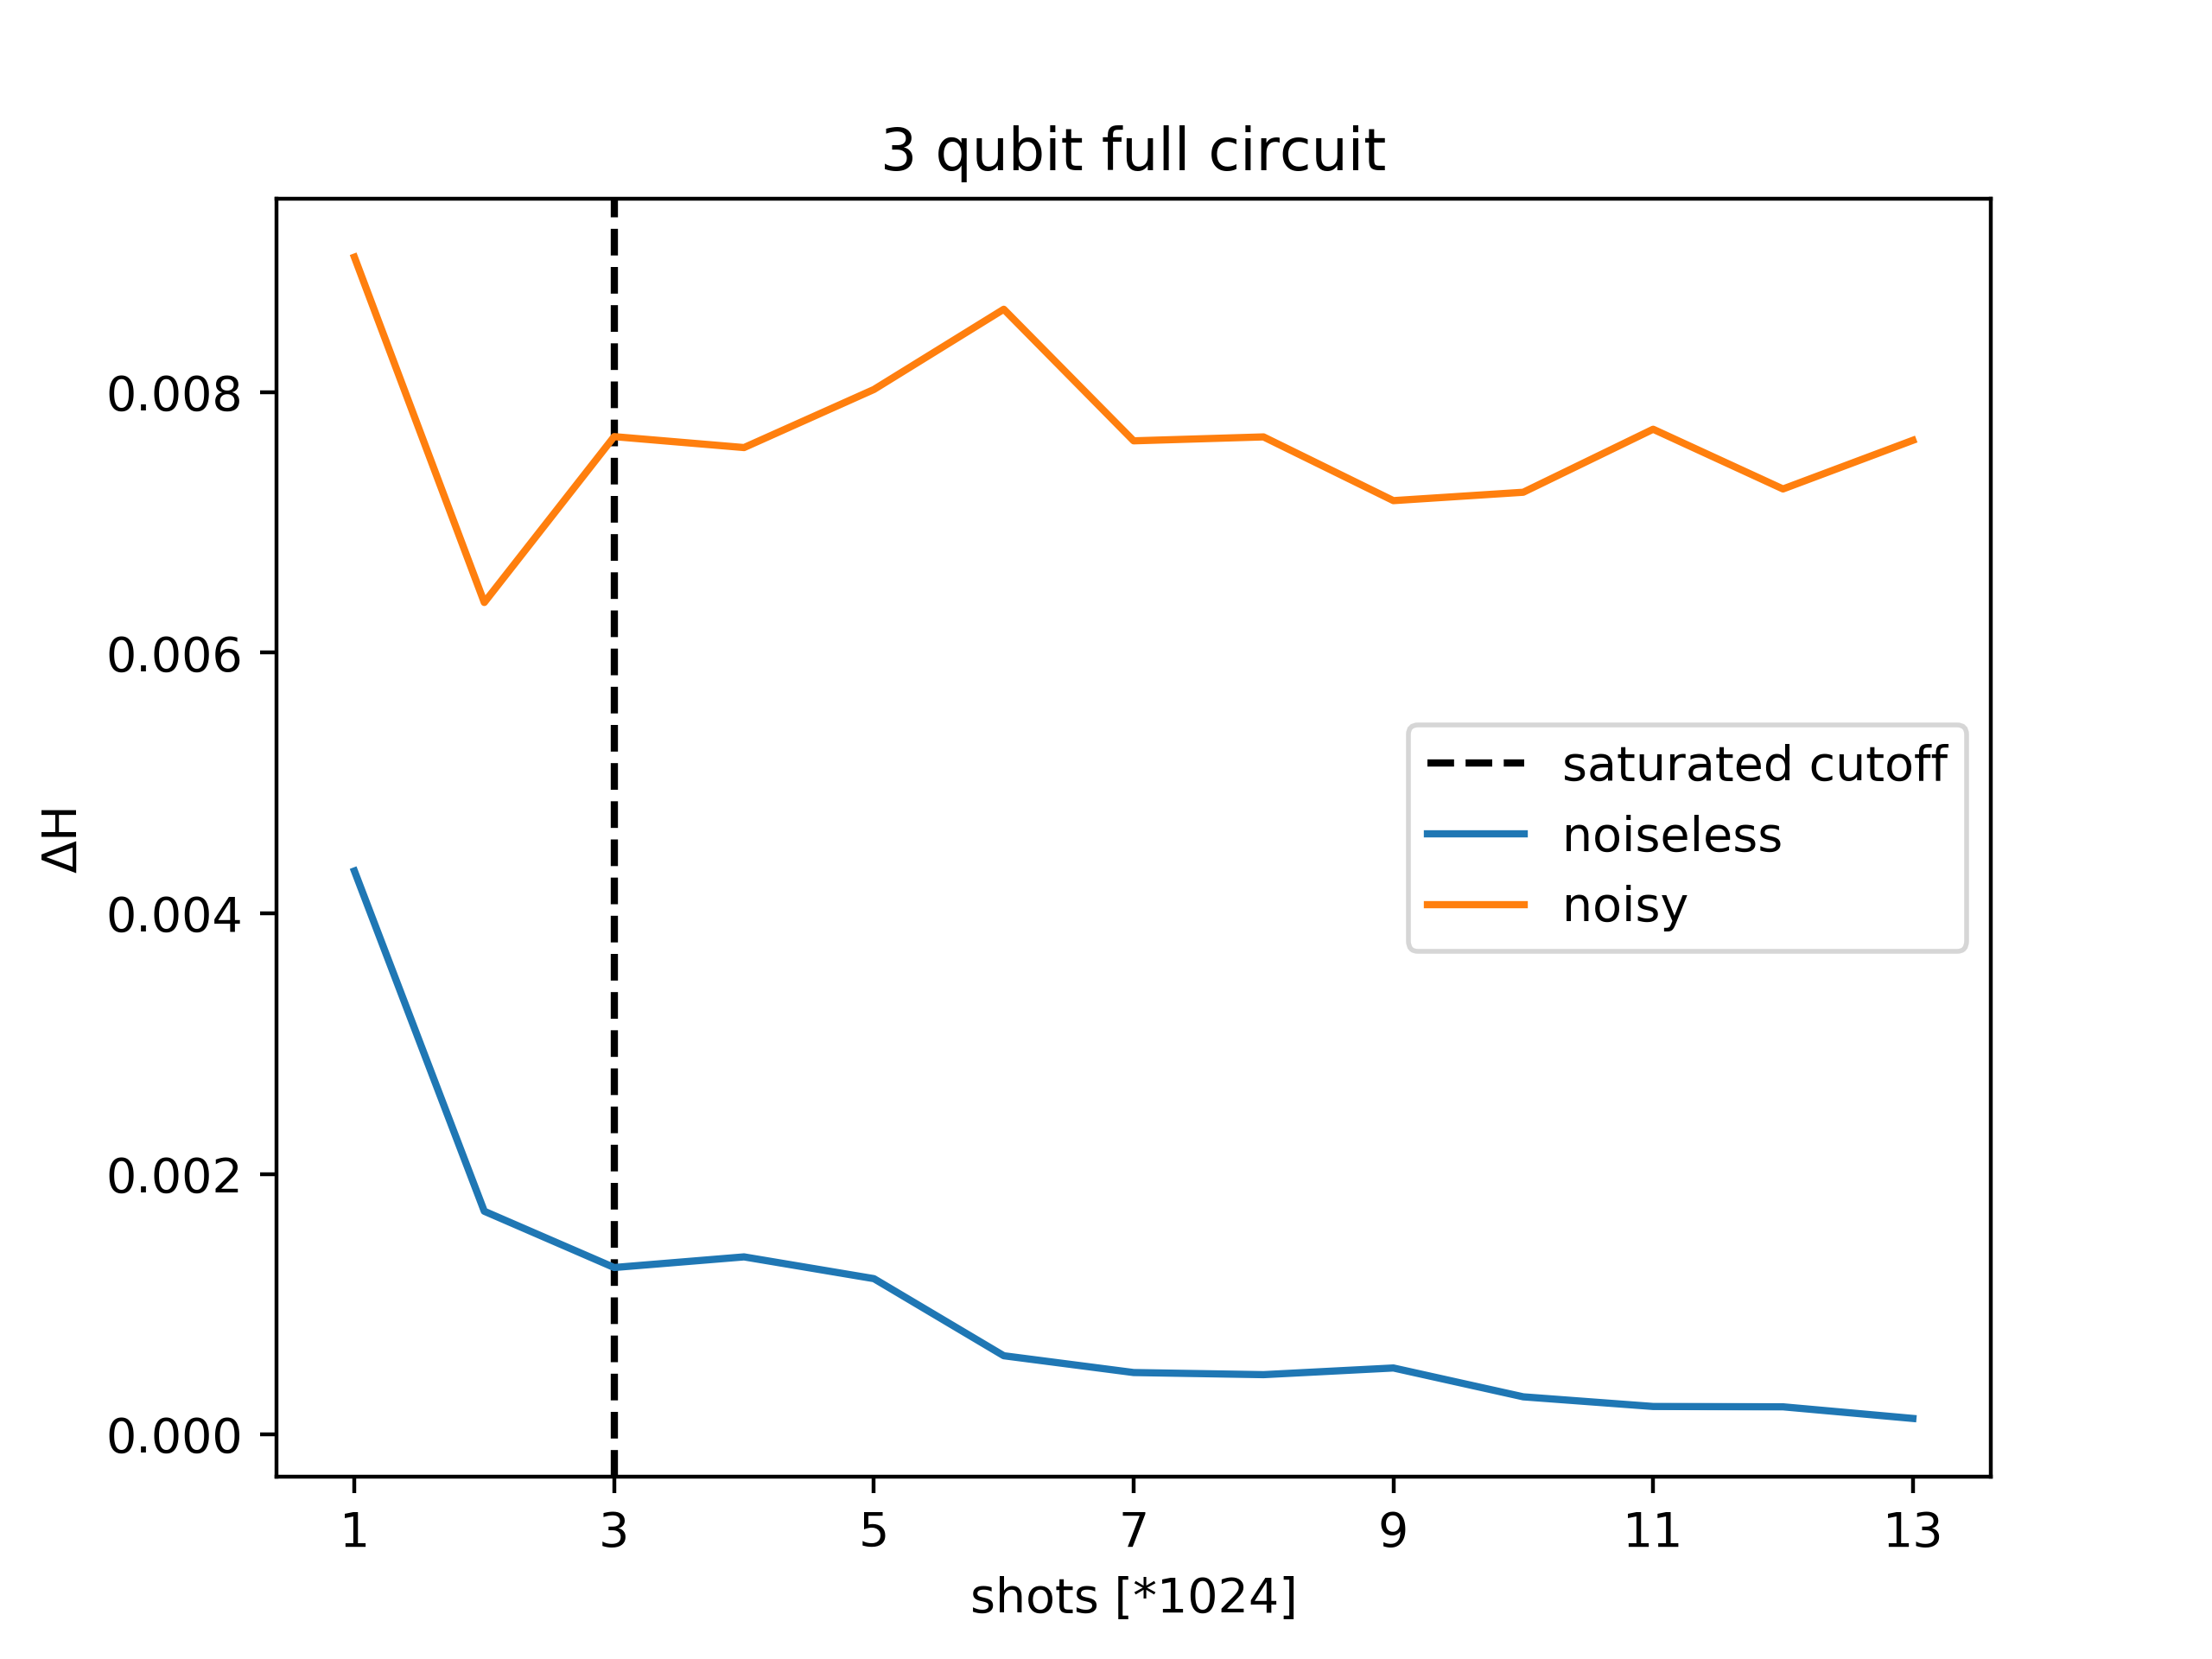 3 qubit full circuit
ΔH
0.008
0.006
0.004
0.002
0.000
saturated cutoff
noiseless
noisy
1 3 5 7 9 11 13
shots [*1024]